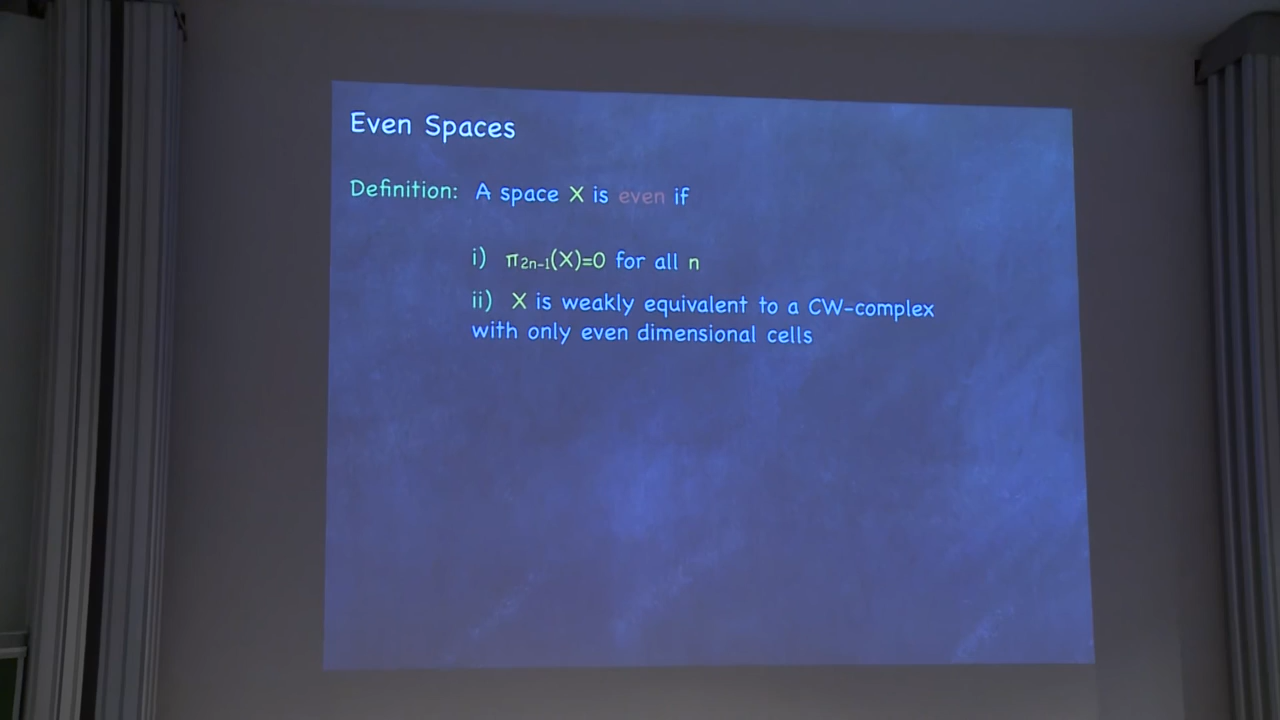 Even Spaces
Definition: A space X is even if
i) π₂ₙ₋₁(X)=0 for all n
ii) X is weakly equivalent to a CW-complex
with only even dimensional cells